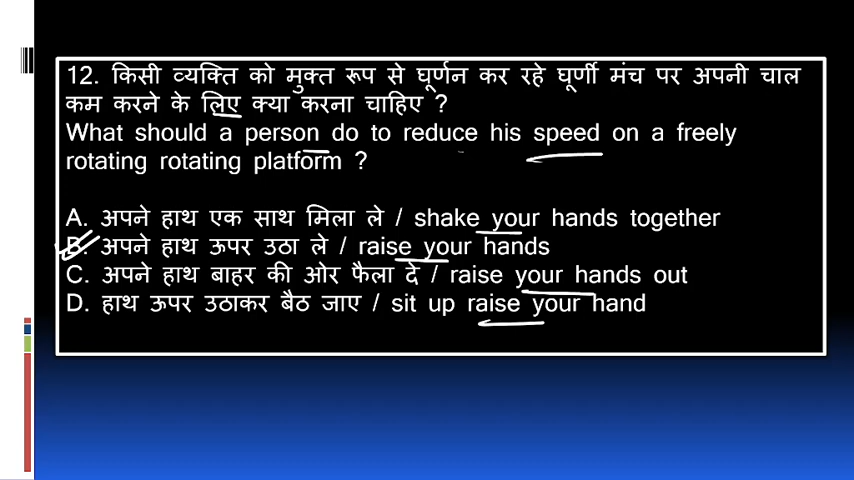 12. किसी व्यक्ति को मुक्त रूप से घूर्णन कर रहे घूर्णी मंच पर अपनी चाल
कम करने के लिए क्या करना चाहिए ?
What should a person do to reduce his speed on a freely
rotating rotating platform ?
A. अपने हाथ एक साथ मिला ले / shake your hands together
B. अपने हाथ ऊपर उठा ले / raise your hands
C. अपने हाथ बाहर की ओर फैला दे / raise your hands out
D. हाथ ऊपर उठाकर बैठ जाए / sit up raise your hand